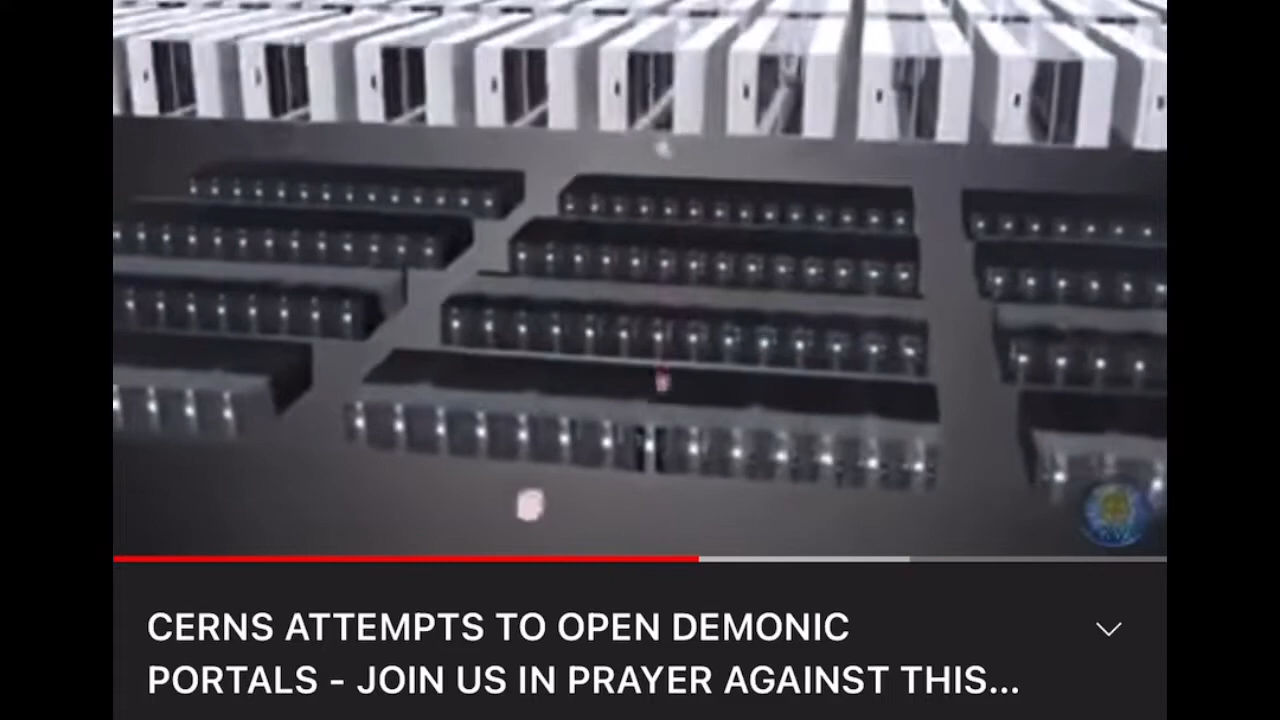 CERNS ATTEMPTS TO OPEN DEMONIC
PORTALS - JOIN US IN PRAYER AGAINST THIS...